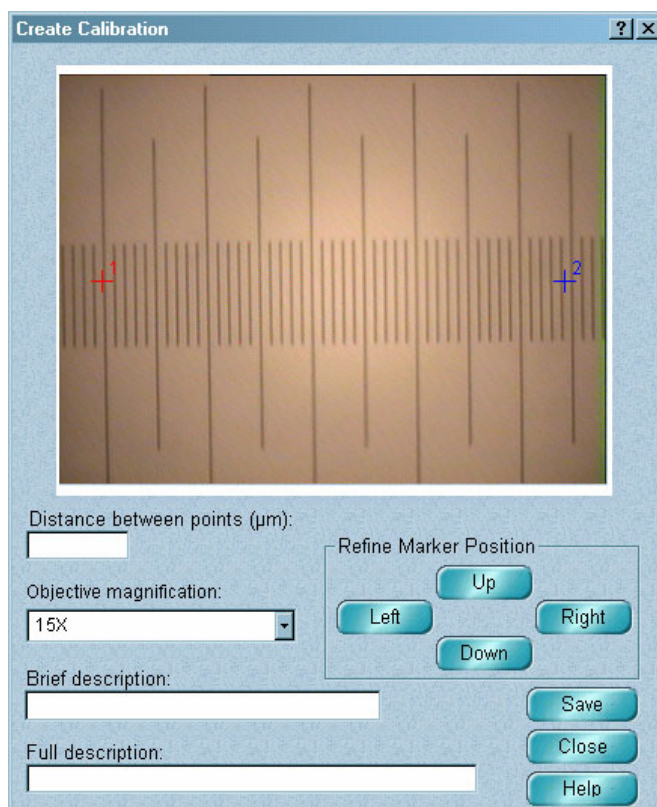 Create Calibration
1
2
Distance between points (µm):
Refine Marker Position
Up
Objective magnification:
Left
Right
15X
Down
Brief description:
Save
Close
Full description:
Help